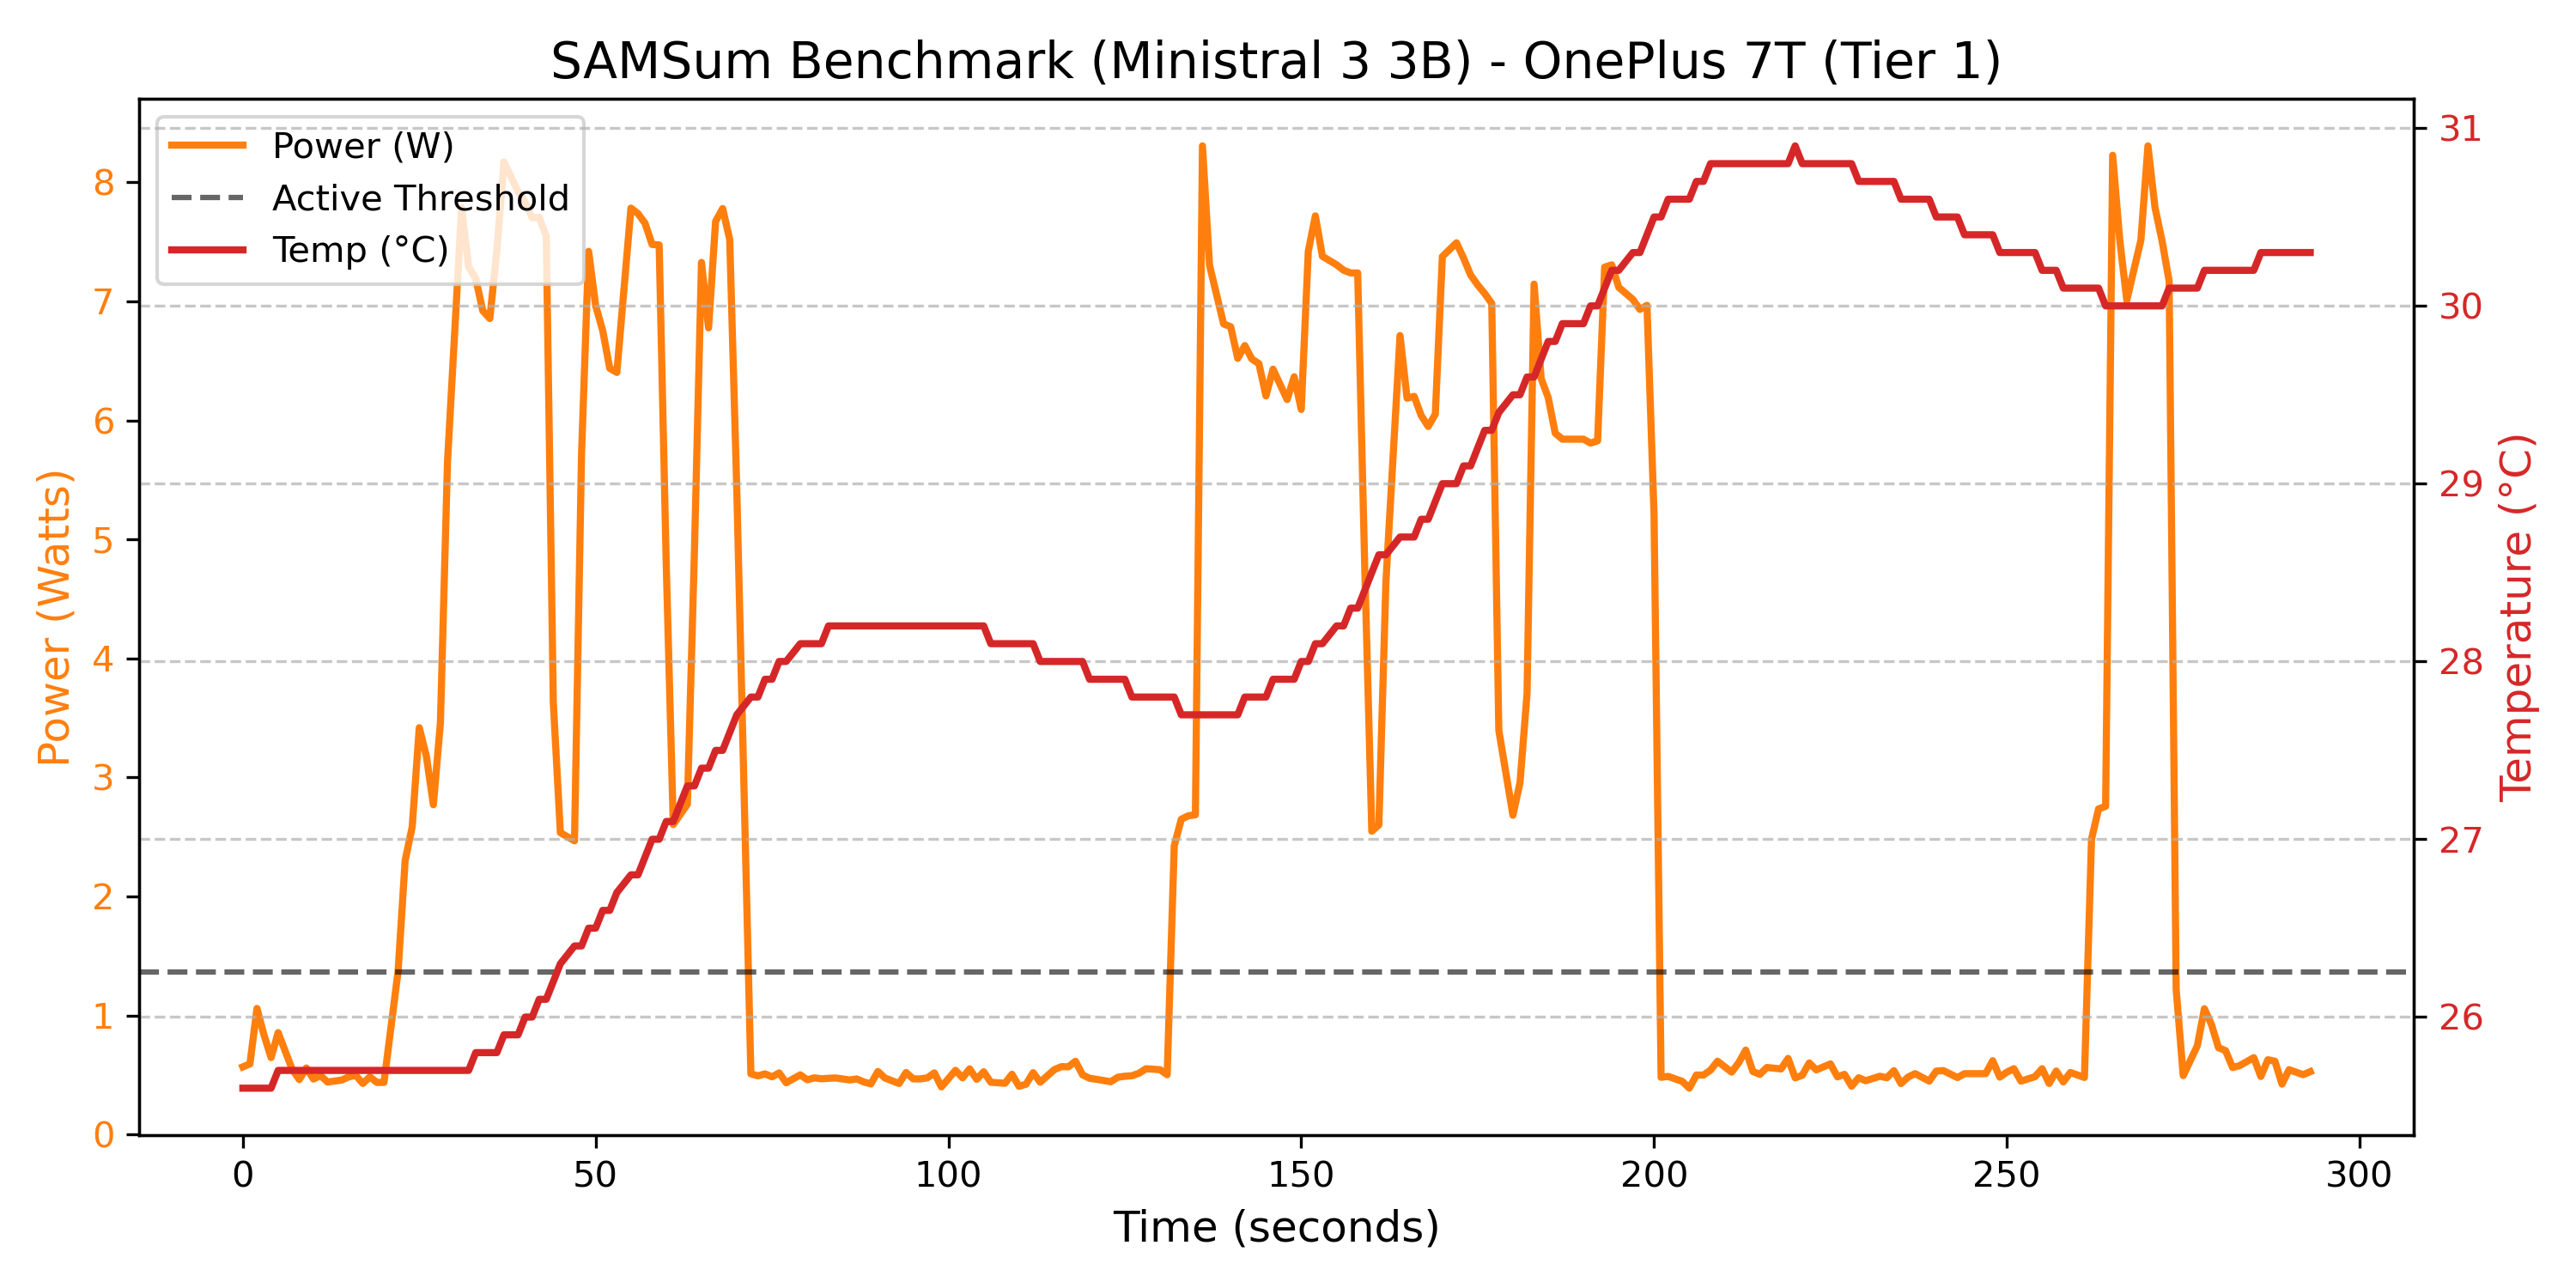 SAMSum Benchmark (Ministral 3 3B) - OnePlus 7T (Tier 1)
Power (W)
Active Threshold
Temp (°C)
Power (Watts)
8
7
6
5
4
3
2
1
0
31
30
29
28
27
26
Temperature (°C)
0 50 100 150 200 250 300
Time (seconds)